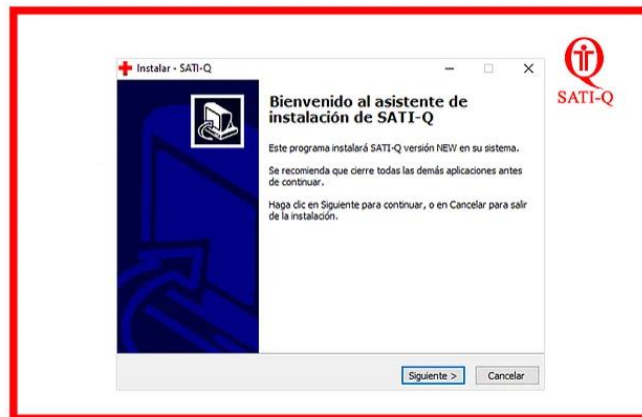 Instalar - SATI-Q
SATI-Q
Bienvenido al asistente de
instalación de SATI-Q
Este programa instalará SATI-Q versión NEW en su sistema.
Se recomienda que cierre todas las demás aplicaciones antes
de continuar.
Haga clic en Siguiente para continuar, o en Cancelar para salir
de la instalación.
Siguiente >
Cancelar